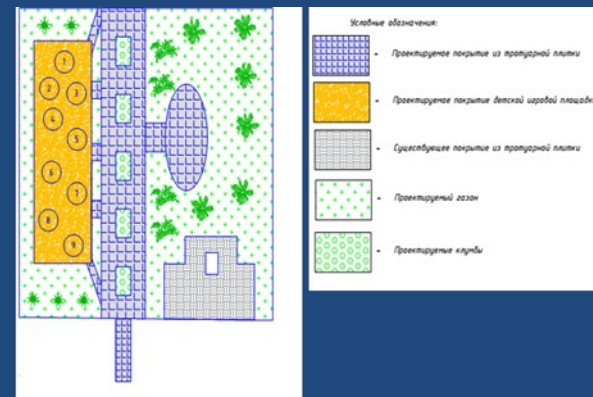 Условные обозначения:
- Проектируемое покрытие из тротуарной плитки
- Проектируемое покрытие детской игровой площадки
- Существующее покрытие из тротуарной плитки
- Проектируемый газон
- Проектируемые клумбы
1
2
3
4
5
6
7
8
9